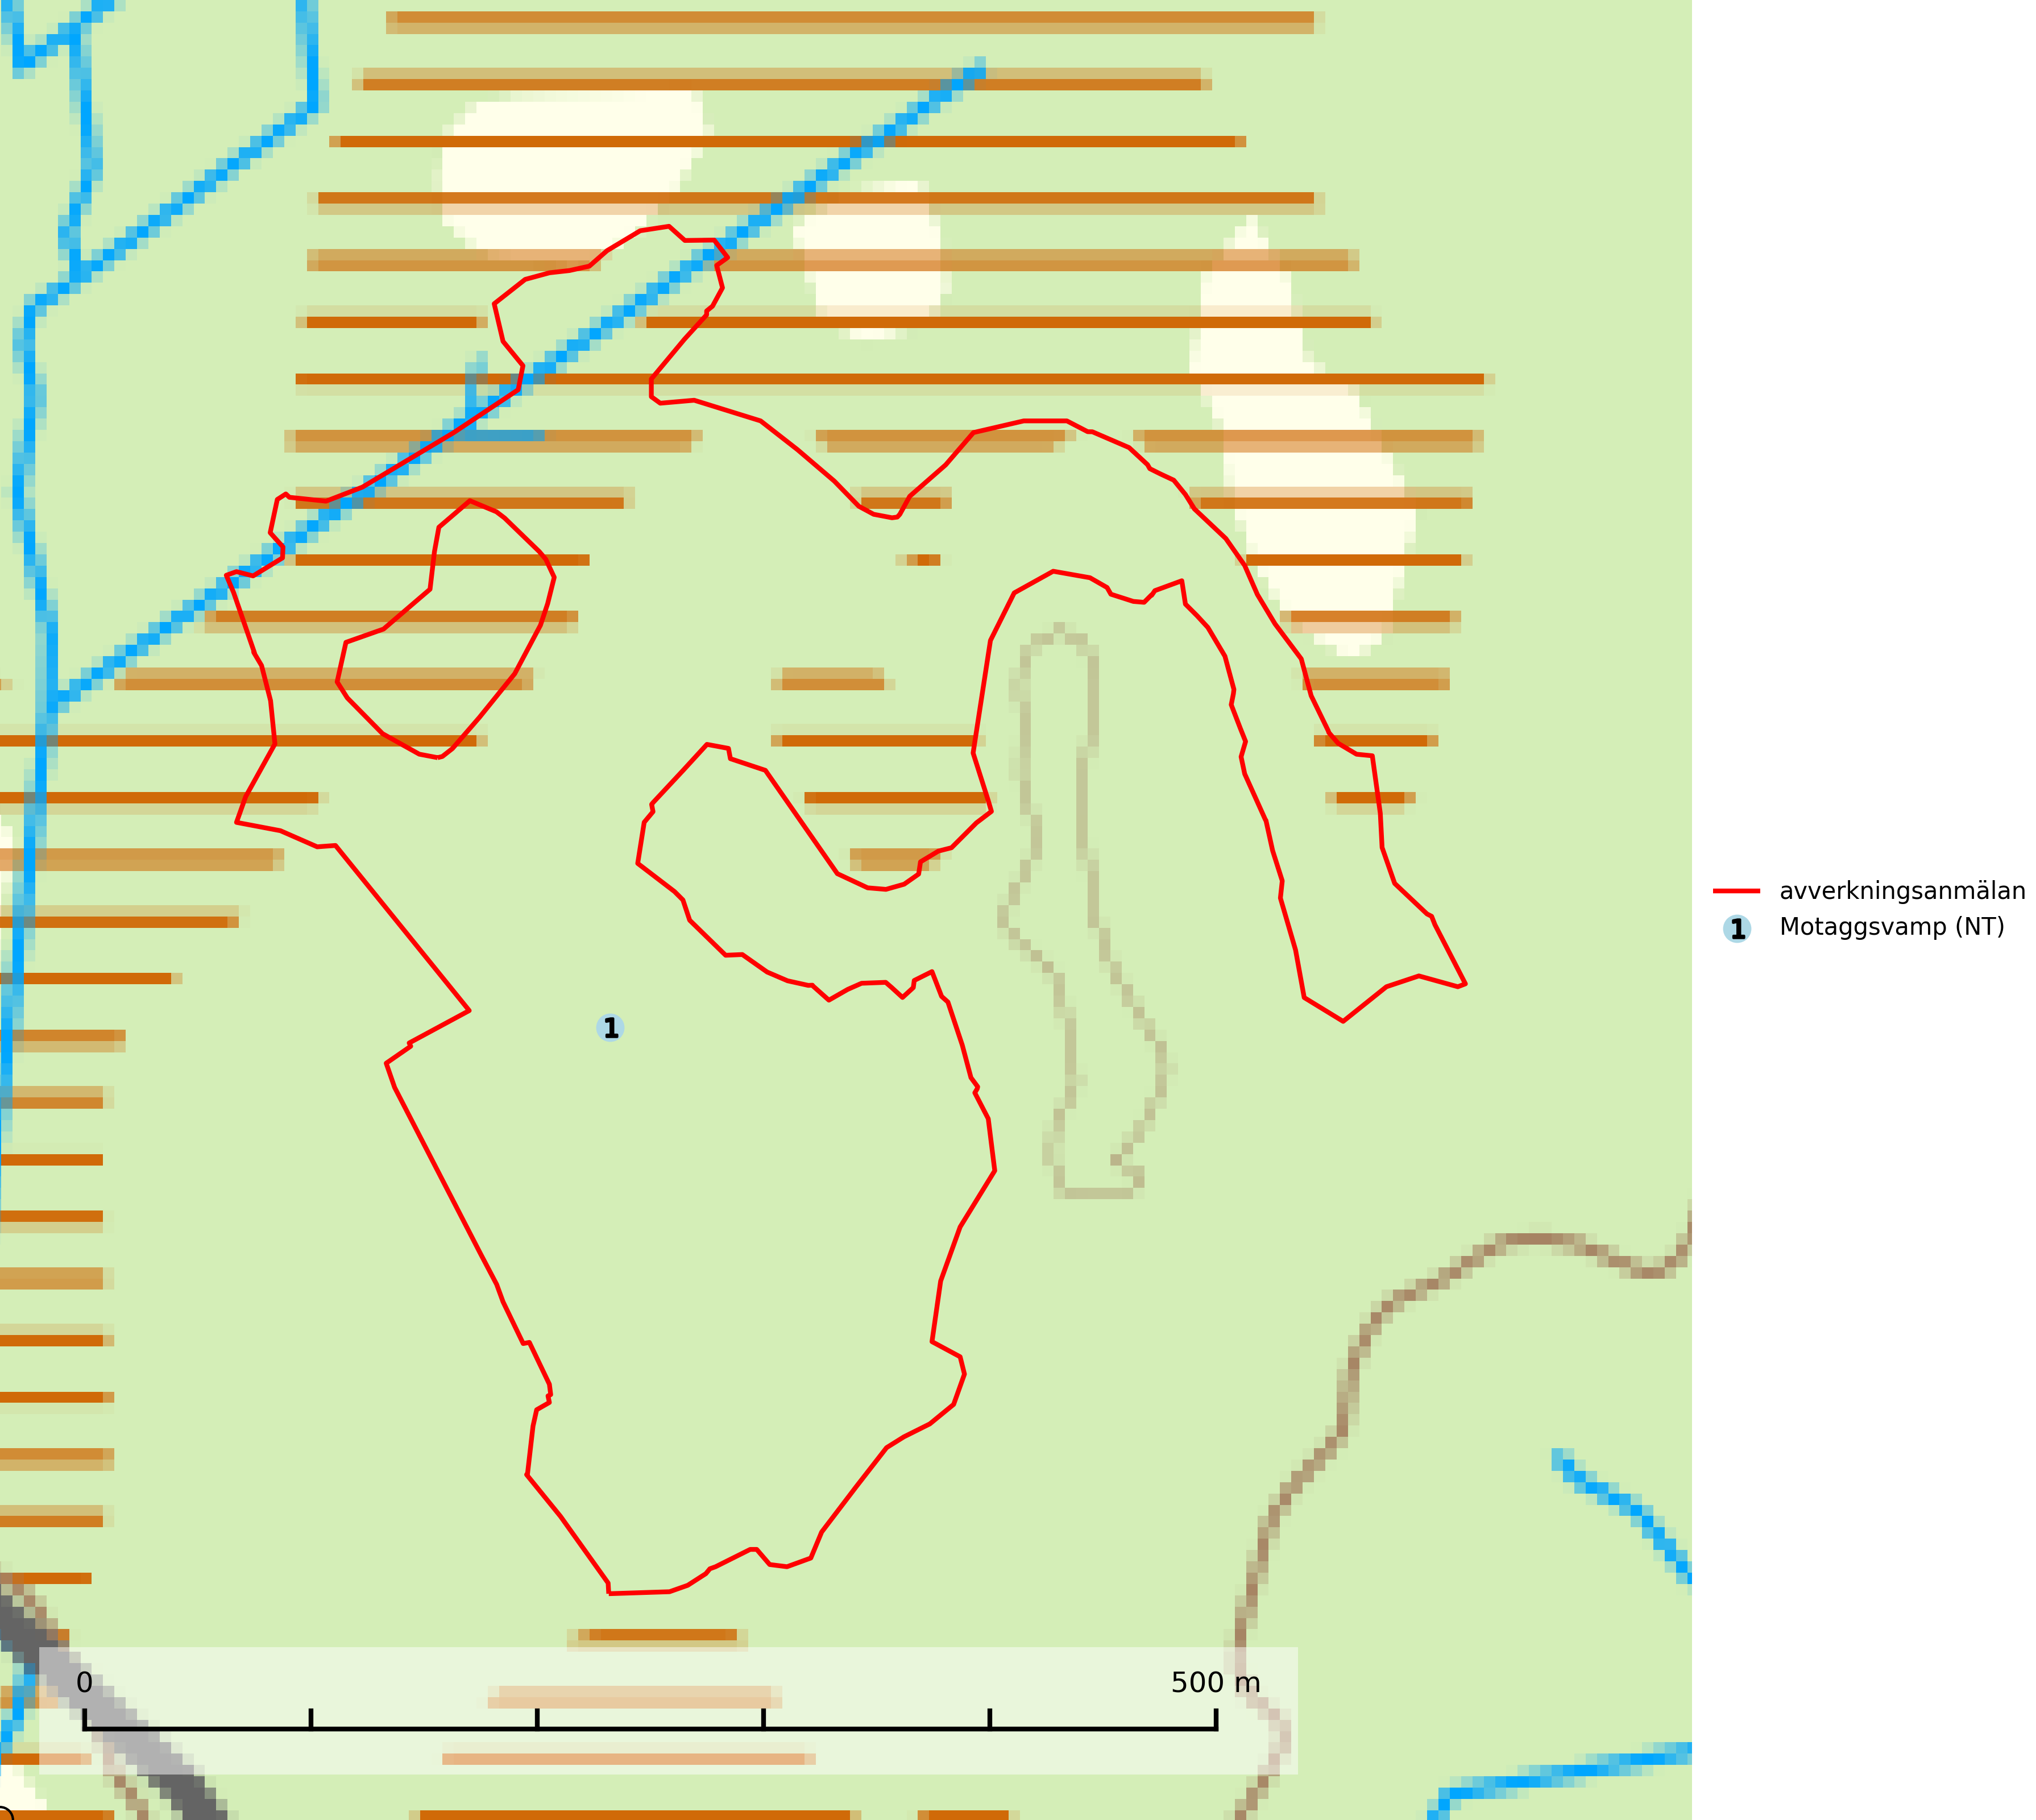 avverkningsanmälan
1 Motaggsvamp (NT)
1
0 500 m